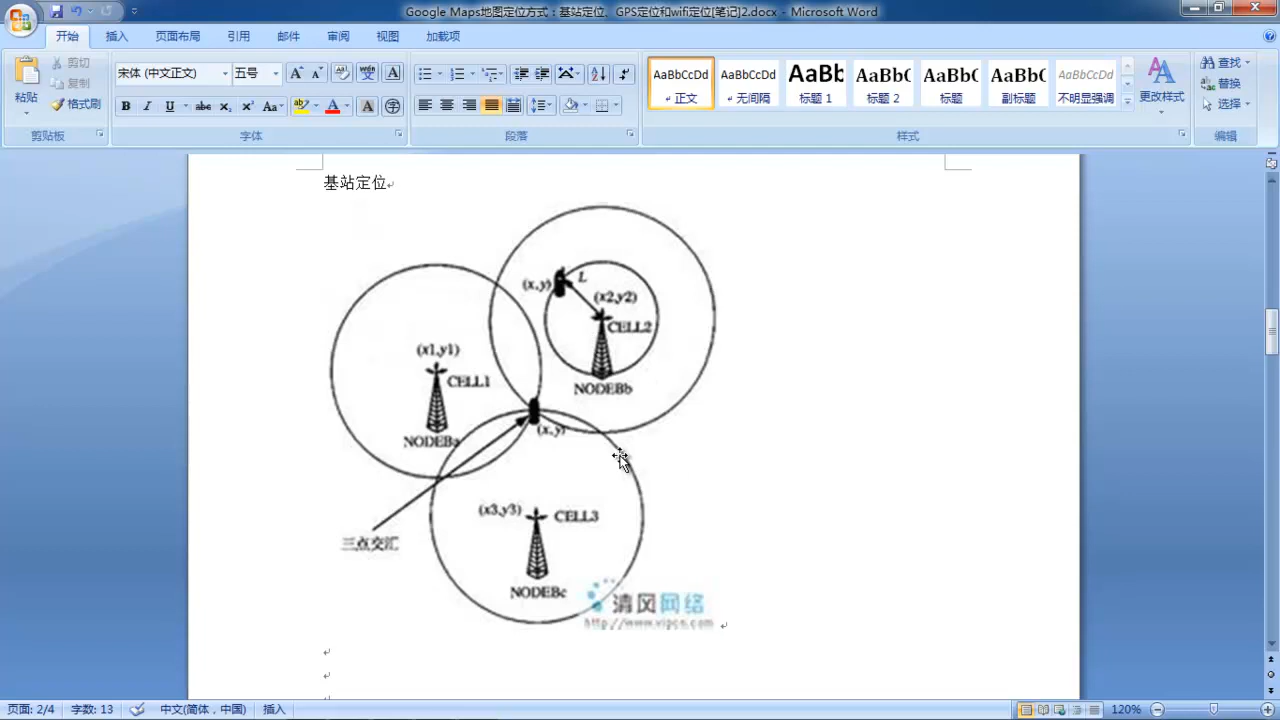 Google Maps地图定位方式：基站定位、GPS定位和wifi定位[笔记]2.docx - Microsoft Word
开始 插入 页面布局 引用 邮件 审阅 视图 加载项
剪切
复制
格式刷
粘贴
宋体 (中文正文) 五号
AaBbCcDd AaBbCcDd AaBb AaBbC AaBbC AaBbC AaBbCcDd
正文 无间隔 标题 1 标题 2 标题 副标题 不明显强调
更改样式
查找
替换
选择
剪贴板 字体 段落 样式 编辑
基站定位
(x,y) L
(x2,y2)
CELL2
NODEBb
(x1,y1)
CELL1
NODEBa
(x,y)
(x3,y3) CELL3
三点交汇
NODEBc
清风网络
http://www.vipcn.com
页面: 2/4 字数: 13 中文(简体，中国) 插入 120%